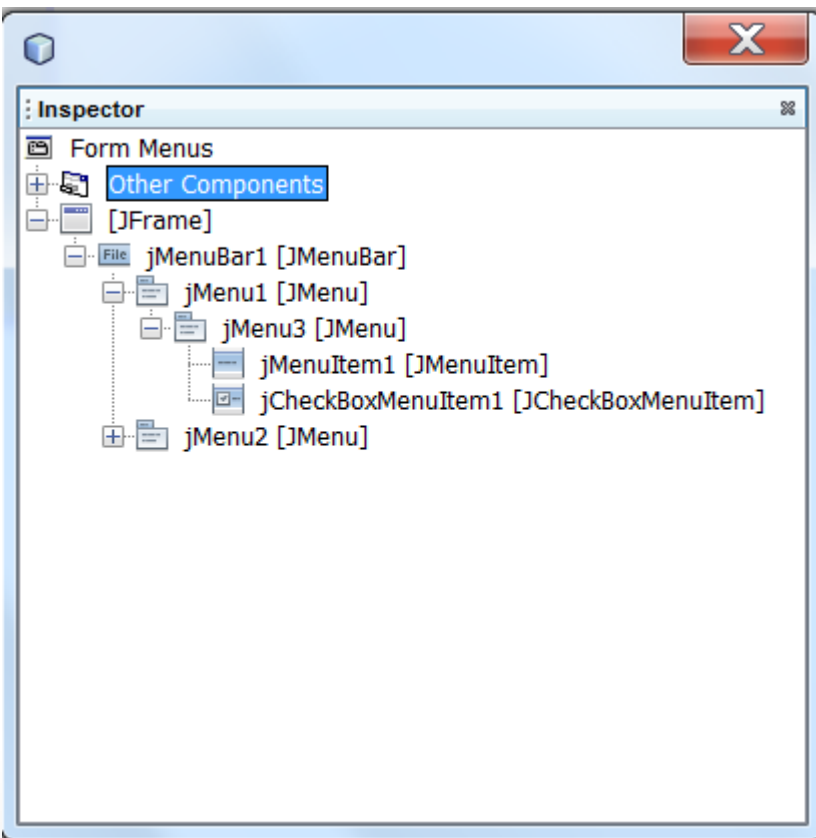 Inspector
Form Menus
Other Components
[JFrame]
File jMenuBar1 [JMenuBar]
jMenu1 [JMenu]
jMenu3 [JMenu]
jMenuItem1 [JMenuItem]
jCheckBoxMenuItem1 [JCheckBoxMenuItem]
jMenu2 [JMenu]